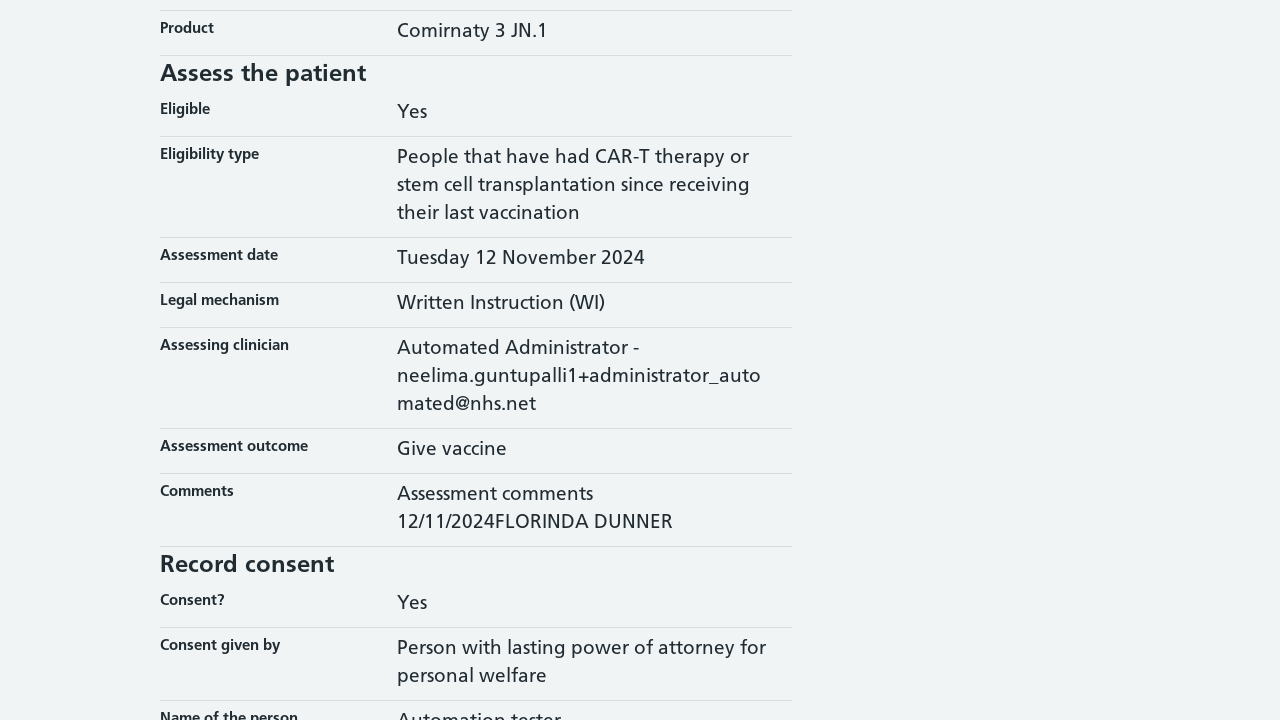 Product
Comirnaty 3 JN.1
Assess the patient
Eligible
Yes
Eligibility type
People that have had CAR-T therapy or
stem cell transplantation since receiving
their last vaccination
Assessment date
Tuesday 12 November 2024
Legal mechanism
Written Instruction (WI)
Assessing clinician
Automated Administrator -
neelima.guntupalli1+administrator_auto
mated@nhs.net
Assessment outcome
Give vaccine
Comments
Assessment comments
12/11/2024FLORINDA DUNNER
Record consent
Consent?
Yes
Consent given by
Person with lasting power of attorney for
personal welfare
Name of the person
Automation tester